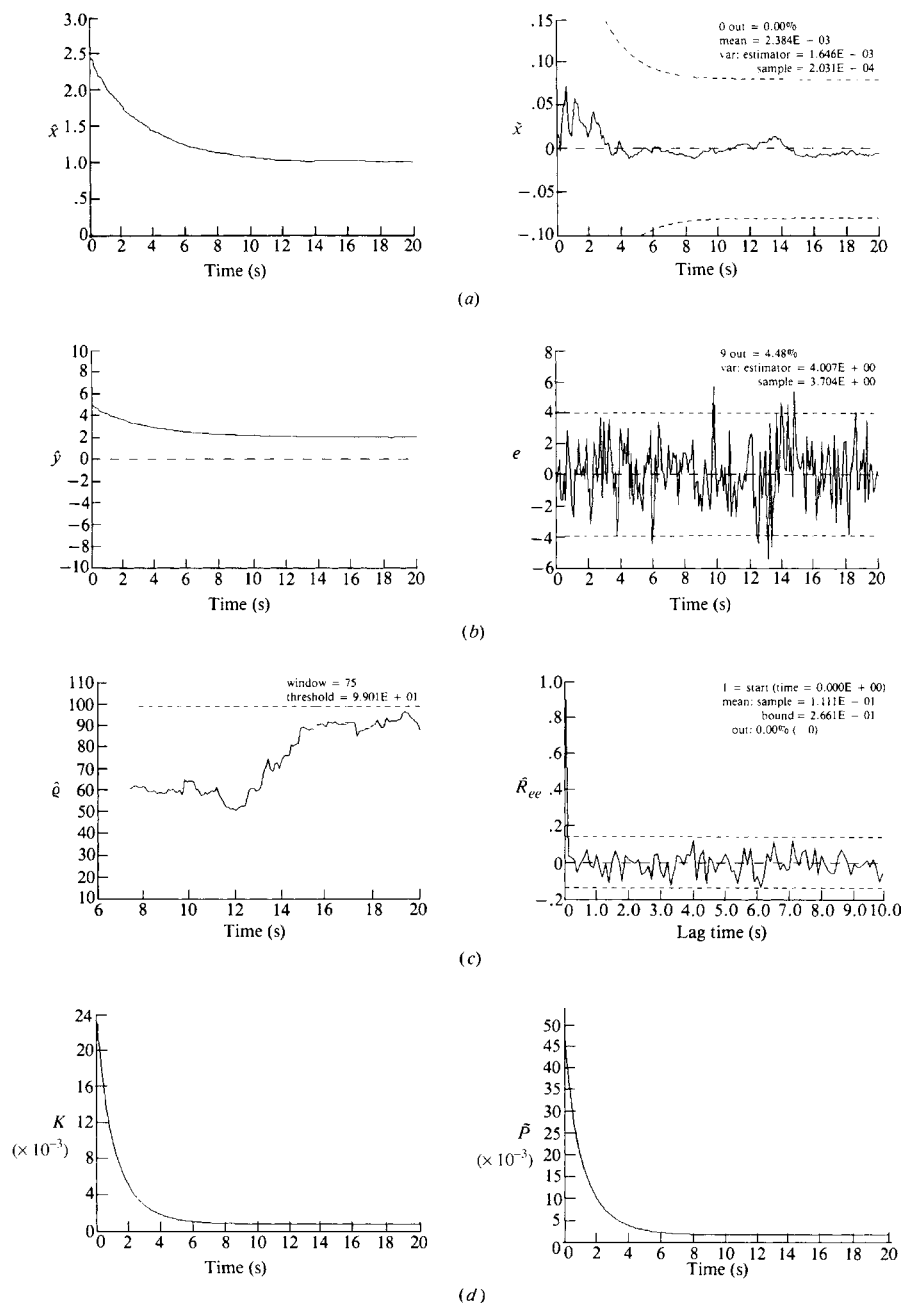 3.0
2.5
2.0
x̂
1.5
1.0
.5
0
0 2 4 6 8 10 12 14 16 18 20
Time (s)
.15
0 out = 0.00%
mean = 2.384E − 03
var: estimator = 1.646E − 03
sample = 2.031E − 04
.10
.05
x̃
0
−.05
−.10
0 2 4 6 8 10 12 14 16 18 20
Time (s)
(a)
10
8
6
4
2
ŷ 0
−2
−4
−6
−8
−10
0 2 4 6 8 10 12 14 16 18 20
Time (s)
8
9 out = 4.48%
var: estimator = 4.007E + 00
sample = 3.704E + 00
6
4
2
e 0
−2
−4
−6
0 2 4 6 8 10 12 14 16 18 20
Time (s)
(b)
window = 75
threshold = 9.901E + 01
110
100
90
80
70
ϱ̂ 60
50
40
30
20
10
6 8 10 12 14 16 18 20
Time (s)
1.0
1 = start (time = 0.000E + 00)
mean: sample = 1.111E − 01
bound = 2.661E − 01
out: 0.00% ( 0)
.8
.6
R̂ee .4
.2
0
−.2
0 1.0 2.0 3.0 4.0 5.0 6.0 7.0 8.0 9.0 10.0
Lag time (s)
(c)
24
20
16
K 12
(× 10−3)
8
4
0 2 4 6 8 10 12 14 16 18 20
Time (s)
50
45
40
35
30
25
P̃
(× 10−3) 20
15
10
5
0
0 2 4 6 8 10 12 14 16 18 20
Time (s)
(d)